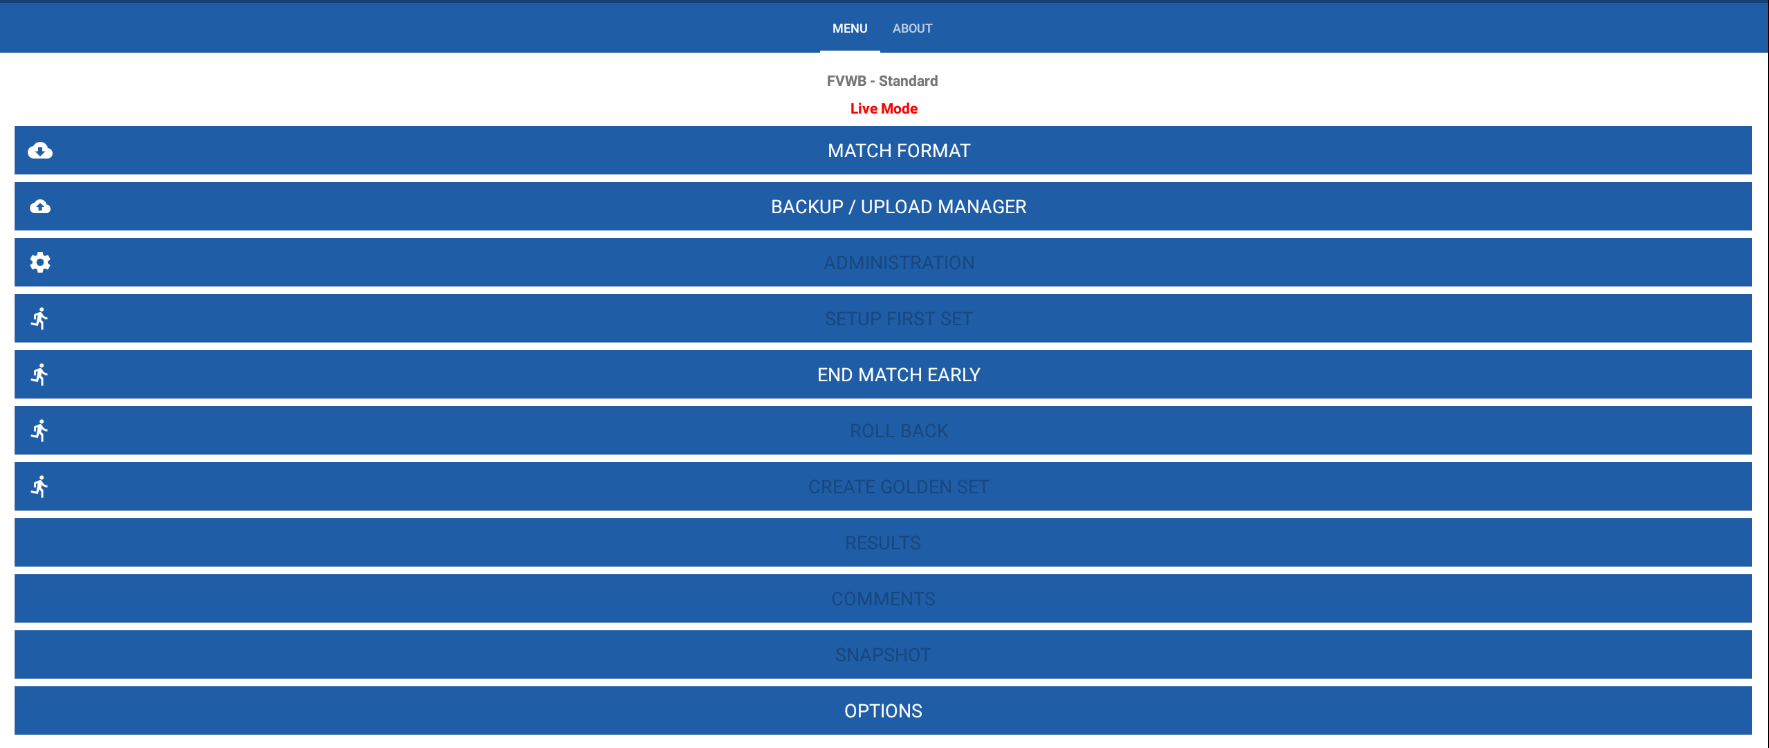 MENU ABOUT
FVWB - Standard
Live Mode
MATCH FORMAT
BACKUP / UPLOAD MANAGER
ADMINISTRATION
SETUP FIRST SET
END MATCH EARLY
ROLL BACK
CREATE GOLDEN SET
RESULTS
COMMENTS
SNAPSHOT
OPTIONS